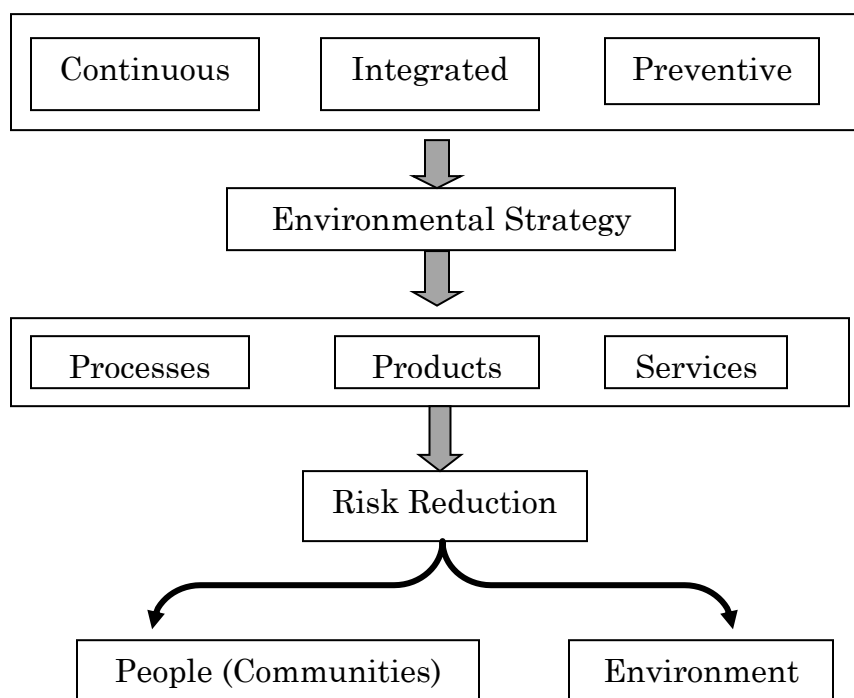 Continuous Integrated Preventive
Environmental Strategy
Processes Products Services
Risk Reduction
People (Communities) Environment